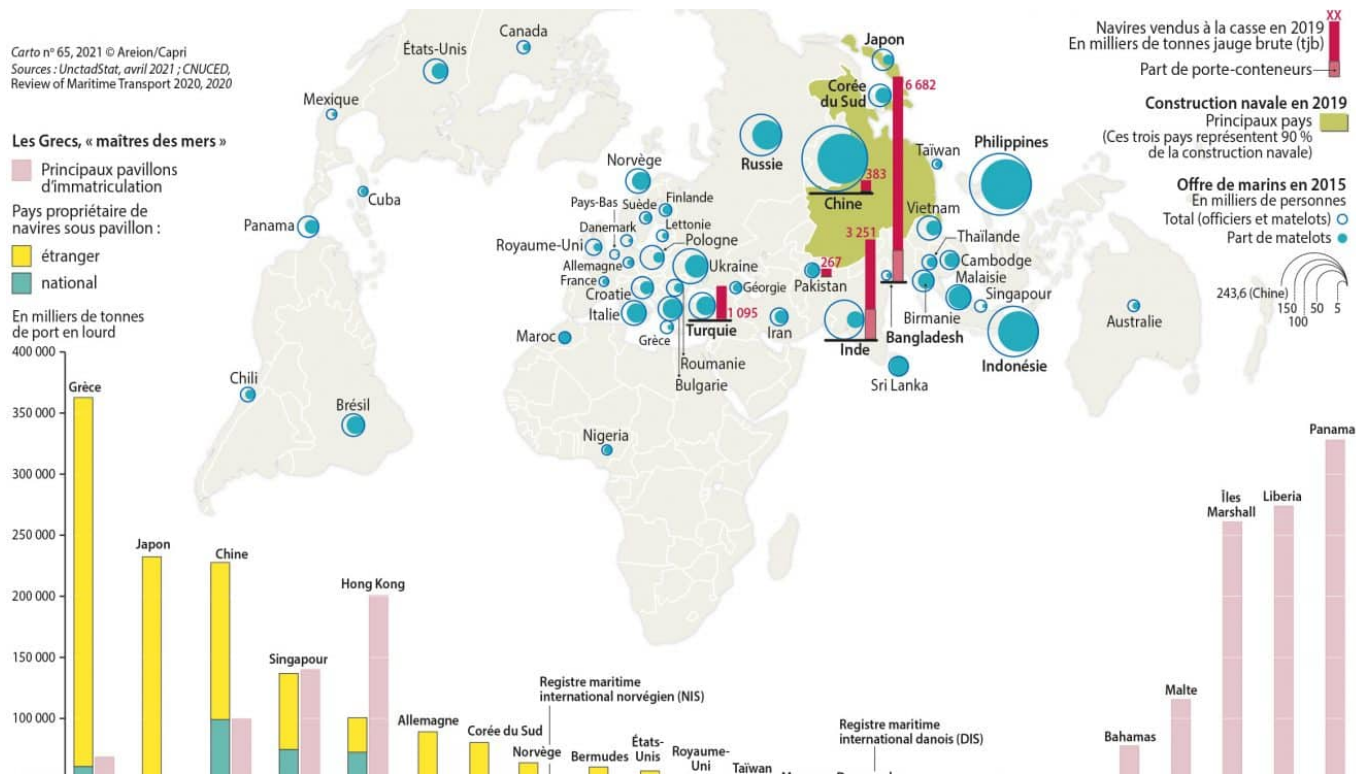 Carto nº 65, 2021 © Areion/Capri
Sources : UnctadStat, avril 2021 ; CNUCED,
Review of Maritime Transport 2020, 2020
Les Grecs, « maîtres des mers »
Principaux pavillons
d'immatriculation
Pays propriétaire de
navires sous pavillon :
étranger
national
En milliers de tonnes
de port en lourd
XX
Navires vendus à la casse en 2019
En milliers de tonnes jauge brute (tjb)
Part de porte-conteneurs
Construction navale en 2019
Principaux pays
(Ces trois pays représentent 90 %
de la construction navale)
Offre de marins en 2015
En milliers de personnes
Total (officiers et matelots)
Part de matelots
243,6 (Chine)
150
100
50
5
Canada
États-Unis
Mexique
Cuba
Panama
Chili
Brésil
Norvège
Finlande
Pays-Bas
Suède
Danemark
Lettonie
Royaume-Uni
Pologne
Allemagne
Ukraine
France
Géorgie
Croatie
Italie
Turquie
1 095
Grèce
Maroc
Roumanie
Bulgarie
Nigeria
Russie
Japon
Corée
du Sud
6 682
Taïwan
Philippines
383
Chine
Vietnam
3 251
Thaïlande
267
Cambodge
Pakistan
Malaisie
Singapour
Iran
Birmanie
Inde
Bangladesh
Indonésie
Sri Lanka
Australie
400 000
350 000
300 000
250 000
200 000
150 000
100 000
Grèce
Japon
Chine
Singapour
Hong Kong
Allemagne
Corée du Sud
Norvège
Registre maritime
international norvégien (NIS)
Bermudes
États-
Unis
Royaume-
Uni
Taïwan
Registre maritime
international danois (DIS)
Bahamas
Malte
Îles
Marshall
Liberia
Panama